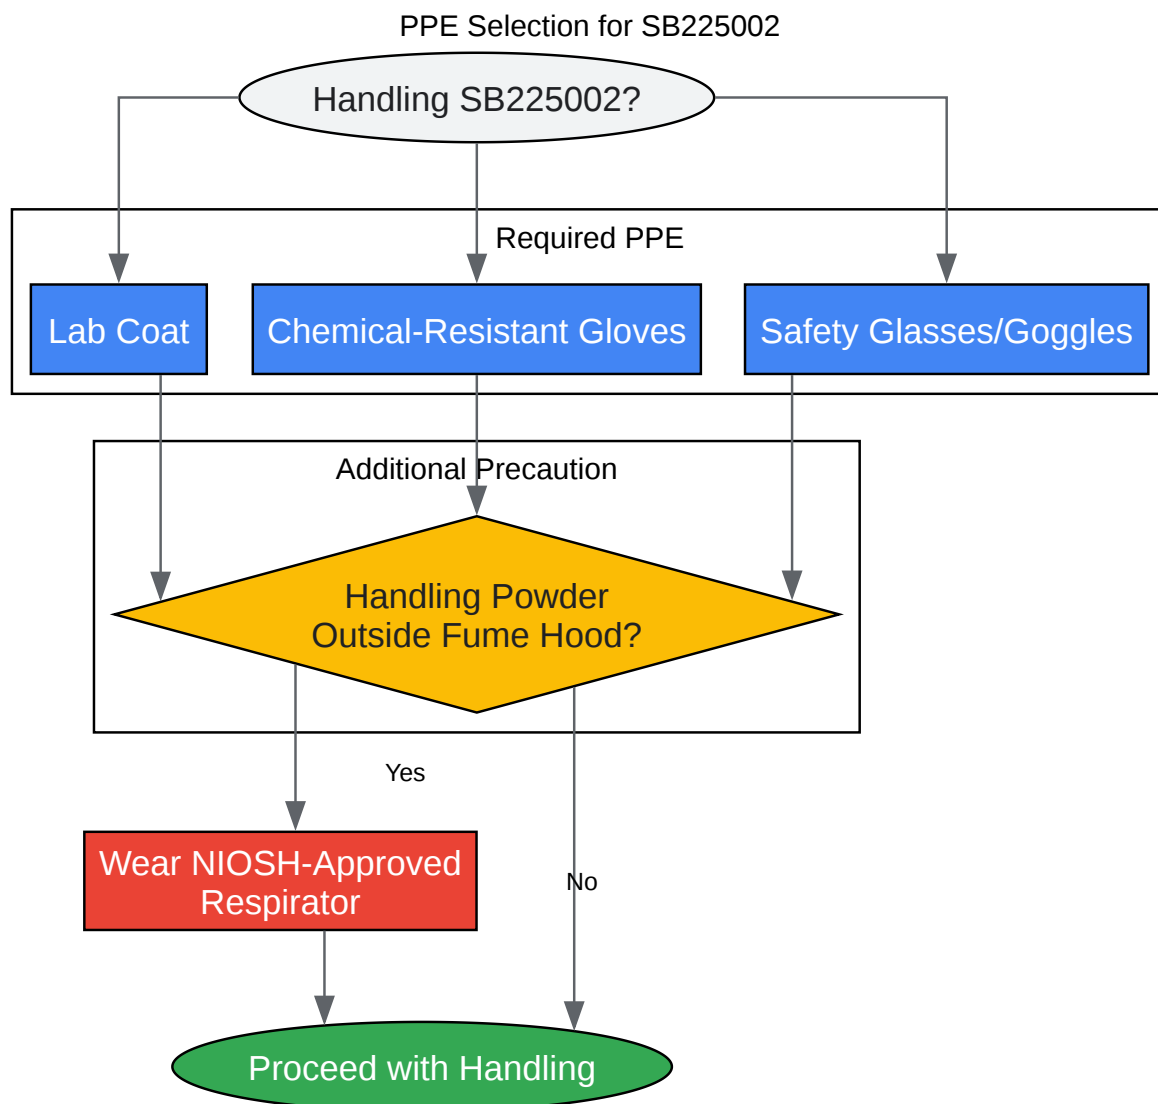 PPE Selection for SB225002
Handling SB225002?
Required PPE
Lab Coat
Chemical-Resistant Gloves
Safety Glasses/Goggles
Additional Precaution
Handling Powder
Outside Fume Hood?
Yes
Wear NIOSH-Approved
Respirator
No
Proceed with Handling